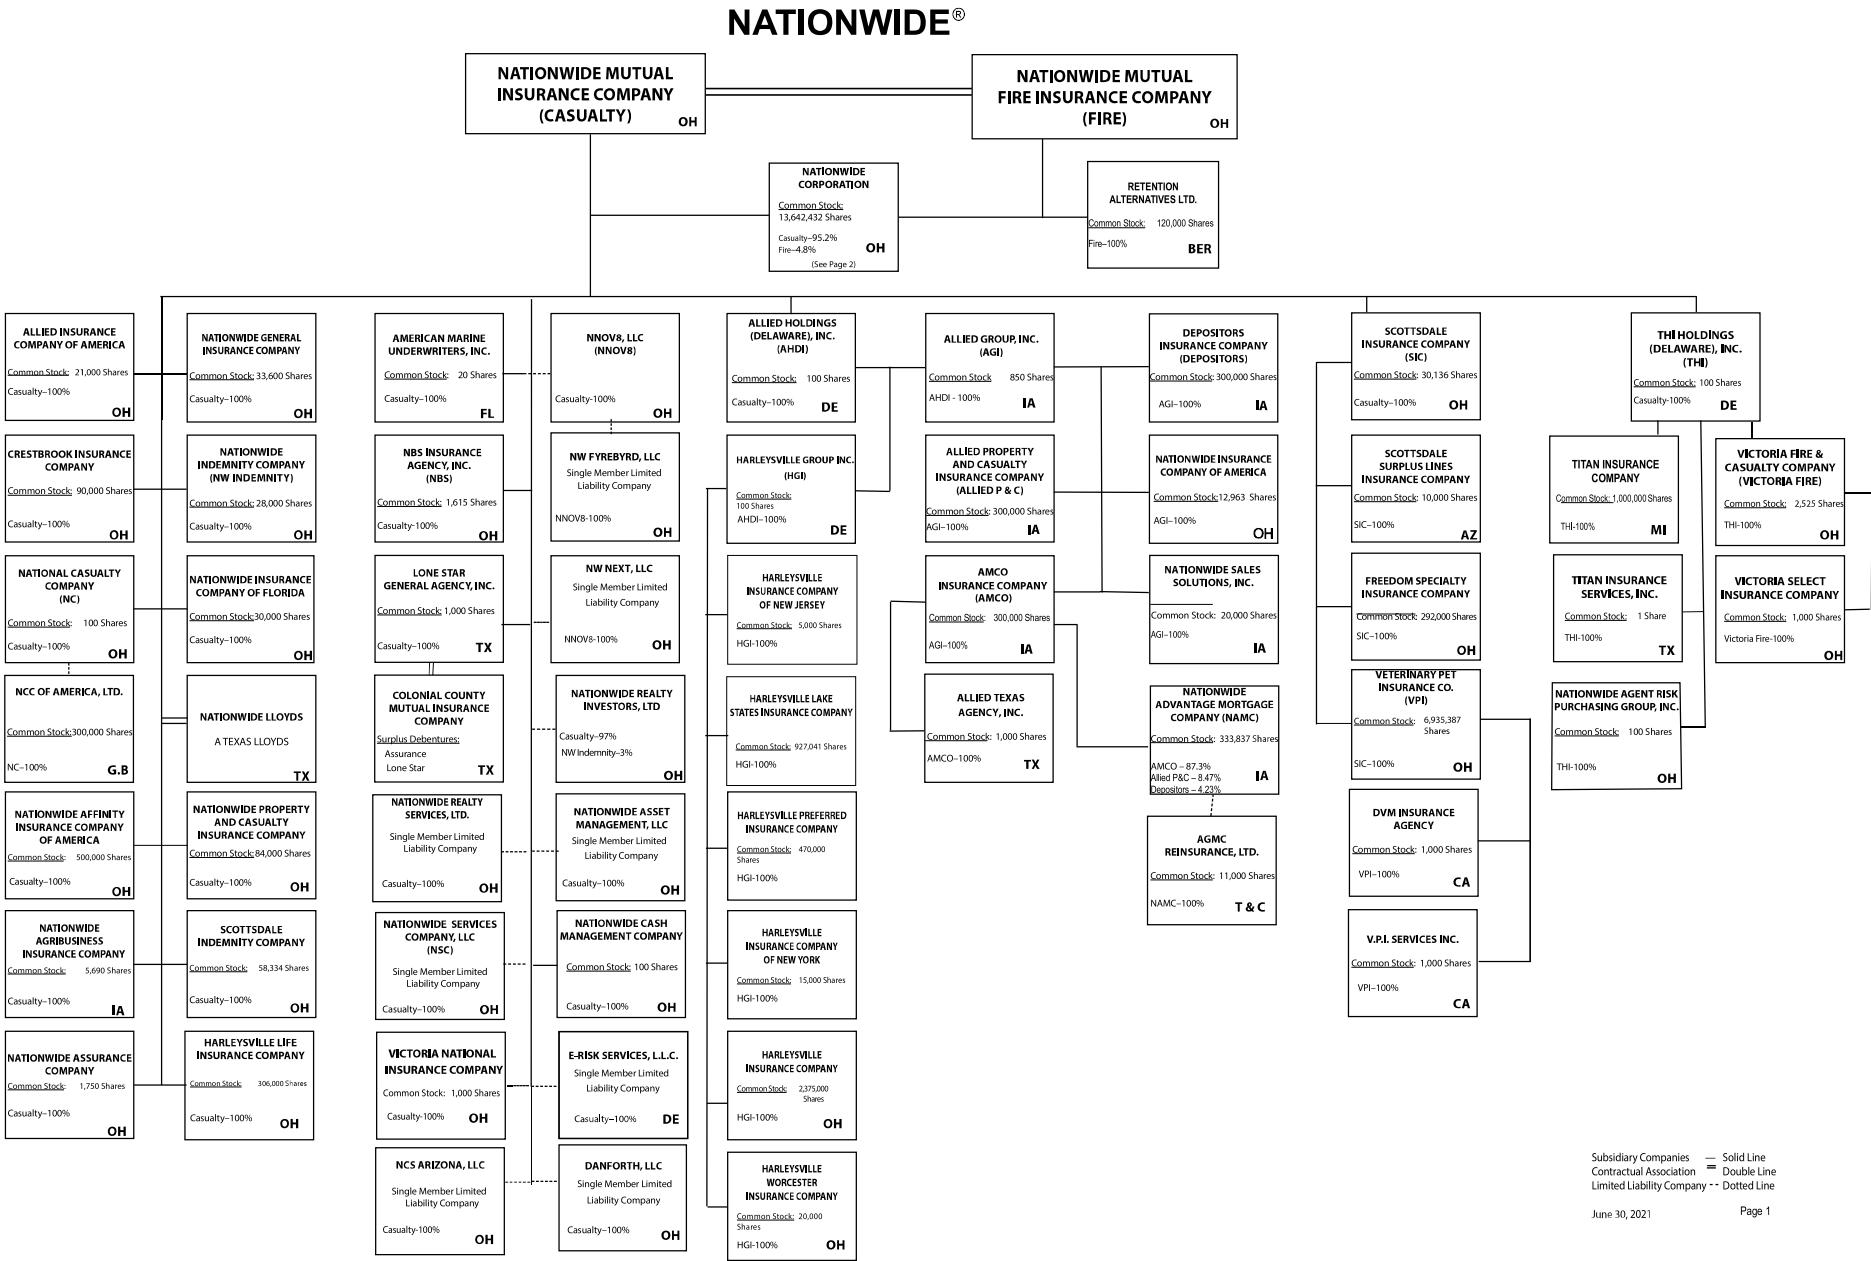 NATIONWIDE®
NATIONWIDE MUTUAL
INSURANCE COMPANY
(CASUALTY)
OH
NATIONWIDE MUTUAL
FIRE INSURANCE COMPANY
(FIRE)
OH
NATIONWIDE
CORPORATION
Common Stock:
13,642,432 Shares
Casualty–95.2%
Fire–4.8%
OH
(See Page 2)
RETENTION
ALTERNATIVES LTD.
Common Stock: 120,000 Shares
Fire–100%
BER
ALLIED INSURANCE
COMPANY OF AMERICA
Common Stock: 21,000 Shares
Casualty–100%
OH
CRESTBROOK INSURANCE
COMPANY
Common Stock: 90,000 Shares
Casualty–100%
OH
NATIONAL CASUALTY
COMPANY
(NC)
Common Stock: 100 Shares
Casualty–100%
OH
NCC OF AMERICA, LTD.
Common Stock:300,000 Shares
NC–100%
G.B
NATIONWIDE AFFINITY
INSURANCE COMPANY
OF AMERICA
Common Stock: 500,000 Shares
Casualty–100%
OH
NATIONWIDE
AGRIBUSINESS
INSURANCE COMPANY
Common Stock: 5,690 Shares
Casualty–100%
IA
NATIONWIDE ASSURANCE
COMPANY
Common Stock: 1,750 Shares
Casualty–100%
OH
NATIONWIDE GENERAL
INSURANCE COMPANY
Common Stock: 33,600 Shares
Casualty–100%
OH
NATIONWIDE
INDEMNITY COMPANY
(NW INDEMNITY)
Common Stock: 28,000 Shares
Casualty–100%
OH
NATIONWIDE INSURANCE
COMPANY OF FLORIDA
Common Stock:30,000 Shares
Casualty–100%
OH
NATIONWIDE LLOYDS
A TEXAS LLOYDS
TX
NATIONWIDE PROPERTY
AND CASUALTY
INSURANCE COMPANY
Common Stock:84,000 Shares
Casualty–100%
OH
SCOTTSDALE
INDEMNITY COMPANY
Common Stock: 58,334 Shares
Casualty–100%
OH
HARLEYSVILLE LIFE
INSURANCE COMPANY
Common Stock: 306,000 Shares
Casualty–100%
OH
AMERICAN MARINE
UNDERWRITERS, INC.
Common Stock: 20 Shares
Casualty–100%
FL
NBS INSURANCE
AGENCY, INC.
(NBS)
Common Stock: 1,615 Shares
Casualty-100%
OH
LONE STAR
GENERAL AGENCY, INC.
Common Stock: 1,000 Shares
Casualty–100%
TX
COLONIAL COUNTY
MUTUAL INSURANCE
COMPANY
Surplus Debentures:
Assurance
Lone Star
TX
NATIONWIDE REALTY
SERVICES, LTD.
Single Member Limited
Liability Company
Casualty–100%
OH
NATIONWIDE SERVICES
COMPANY, LLC
(NSC)
Single Member Limited
Liability Company
Casualty–100%
OH
VICTORIA NATIONAL
INSURANCE COMPANY
Common Stock: 1,000 Shares
Casualty-100%
OH
NCS ARIZONA, LLC
Single Member Limited
Liability Company
Casualty-100%
OH
NNOV8, LLC
(NNOV8)
Casualty-100%
OH
NW FYREBYRD, LLC
Single Member Limited
Liability Company
NNOV8-100%
OH
NW NEXT, LLC
Single Member Limited
Liability Company
NNOV8-100%
OH
NATIONWIDE REALTY
INVESTORS, LTD
Casualty–97%
NW Indemnity–3%
OH
NATIONWIDE ASSET
MANAGEMENT, LLC
Single Member Limited
Liability Company
Casualty–100%
OH
NATIONWIDE CASH
MANAGEMENT COMPANY
Common Stock: 100 Shares
Casualty–100%
OH
E-RISK SERVICES, L.L.C.
Single Member Limited
Liability Company
Casualty–100%
DE
DANFORTH, LLC
Single Member Limited
Liability Company
Casualty–100%
OH
ALLIED HOLDINGS
(DELAWARE), INC.
(AHDI)
Common Stock: 100 Shares
Casualty–100%
DE
HARLEYSVILLE GROUP INC.
(HGI)
Common Stock:
100 Shares
AHDI–100%
DE
HARLEYSVILLE
INSURANCE COMPANY
OF NEW JERSEY
Common Stock: 5,000 Shares
HGI-100%
HARLEYSVILLE LAKE
STATES INSURANCE COMPANY
Common Stock: 927,041 Shares
HGI-100%
HARLEYSVILLE PREFERRED
INSURANCE COMPANY
Common Stock: 470,000
Shares
HGI-100%
HARLEYSVILLE
INSURANCE COMPANY
OF NEW YORK
Common Stock: 15,000 Shares
HGI-100%
HARLEYSVILLE
INSURANCE COMPANY
Common Stock: 2,375,000
Shares
HGI-100%
OH
HARLEYSVILLE
WORCESTER
INSURANCE COMPANY
Common Stock: 20,000
Shares
HGI-100%
OH
ALLIED GROUP, INC.
(AGI)
Common Stock 850 Shares
AHDI - 100%
IA
ALLIED PROPERTY
AND CASUALTY
INSURANCE COMPANY
(ALLIED P & C)
Common Stock: 300,000 Shares
AGI–100%
IA
AMCO
INSURANCE COMPANY
(AMCO)
Common Stock: 300,000 Shares
AGI–100%
IA
ALLIED TEXAS
AGENCY, INC.
Common Stock: 1,000 Shares
AMCO–100%
TX
DEPOSITORS
INSURANCE COMPANY
(DEPOSITORS)
Common Stock: 300,000 Shares
AGI–100%
IA
NATIONWIDE INSURANCE
COMPANY OF AMERICA
Common Stock:12,963 Shares
AGI–100%
OH
NATIONWIDE SALES
SOLUTIONS, INC.
Common Stock: 20,000 Shares
AGI–100%
IA
NATIONWIDE
ADVANTAGE MORTGAGE
COMPANY (NAMC)
Common Stock: 333,837 Shares
AMCO – 87.3%
Allied P&C – 8.47%
Depositors – 4.23%
IA
AGMC
REINSURANCE, LTD.
Common Stock: 11,000 Shares
NAMC–100%
T & C
SCOTTSDALE
INSURANCE COMPANY
(SIC)
Common Stock: 30,136 Shares
Casualty–100%
OH
SCOTTSDALE
SURPLUS LINES
INSURANCE COMPANY
Common Stock: 10,000 Shares
SIC–100%
AZ
FREEDOM SPECIALTY
INSURANCE COMPANY
Common Stock: 292,000 Shares
SIC–100%
OH
VETERINARY PET
INSURANCE CO.
(VPI)
Common Stock: 6,935,387
Shares
SIC–100%
OH
DVM INSURANCE
AGENCY
Common Stock: 1,000 Shares
VPI–100%
CA
V.P.I. SERVICES INC.
Common Stock: 1,000 Shares
VPI–100%
CA
THI HOLDINGS
(DELAWARE), INC.
(THI)
Common Stock: 100 Shares
Casualty-100%
DE
TITAN INSURANCE
COMPANY
Common Stock: 1,000,000 Shares
THI-100%
MI
TITAN INSURANCE
SERVICES, INC.
Common Stock: 1 Share
THI-100%
TX
NATIONWIDE AGENT RISK
PURCHASING GROUP, INC.
Common Stock: 100 Shares
THI-100%
OH
VICTORIA FIRE &
CASUALTY COMPANY
(VICTORIA FIRE)
Common Stock: 2,525 Shares
THI-100%
OH
VICTORIA SELECT
INSURANCE COMPANY
Common Stock: 1,000 Shares
Victoria Fire-100%
OH
Subsidiary Companies — Solid Line
Contractual Association = Double Line
Limited Liability Company - - Dotted Line
June 30, 2021
Page 1